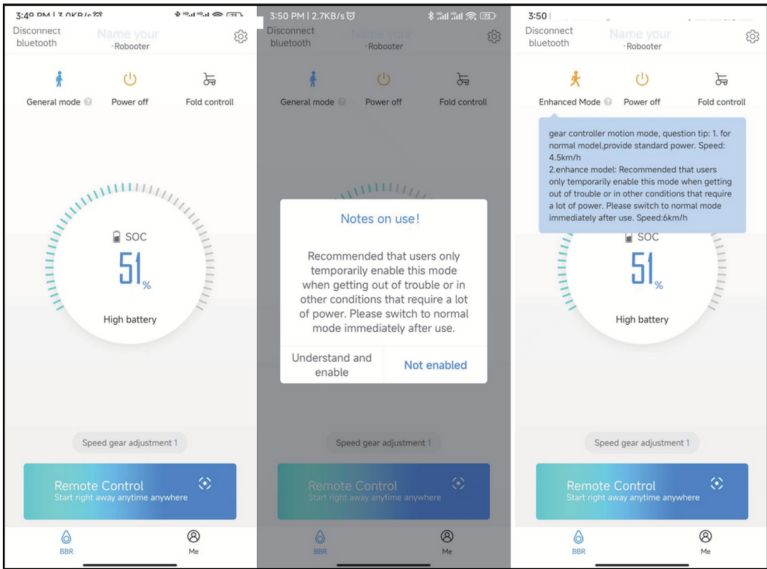 3:49 PM | 3.0KB/s
Disconnect
bluetooth
Name your
· Robooter
General mode
Power off
Fold controll
SOC
51%
High battery
Speed gear adjustment 1
Remote Control
Start right away anytime anywhere
BBR
Me
3:50 PM | 2.7KB/s
Disconnect
bluetooth
· Robooter
General mode
Power off
Fold controll
Notes on use!
Recommended that users only
temporarily enable this mode
when getting out of trouble or in
other conditions that require a lot
of power. Please switch to normal
mode immediately after use.
Understand and
enable
Not enabled
Speed gear adjustment 1
Remote Control
Start right away anytime anywhere
BBR
Me
3:50
Disconnect
bluetooth
Name your
· Robooter
Enhanced Mode
Power off
Fold controll
gear controller motion mode, question tip: 1. for
normal model,provide standard power. Speed:
4.5km/h
2.enhance model: Recommended that users
only temporarily enable this mode when getting
out of trouble or in other conditions that require
a lot of power. Please switch to normal mode
immediately after use. Speed:6km/h
SOC
51%
High battery
Speed gear adjustment 1
Remote Control
Start right away anytime anywhere
BBR
Me